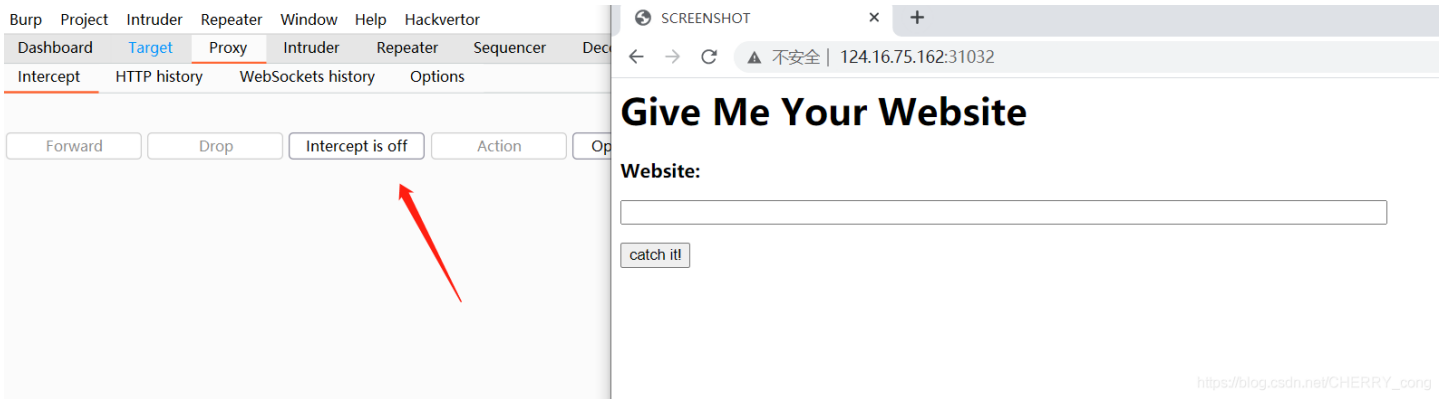 Burp Project Intruder Repeater Window Help Hackvertor
Dashboard Target Proxy Intruder Repeater Sequencer Deco
Intercept HTTP history WebSockets history Options
Forward Drop Intercept is off Action Op
SCREENSHOT
不安全 | 124.16.75.162:31032
Give Me Your Website
Website:
catch it!
https://blog.csdn.net/CHERRY_cong